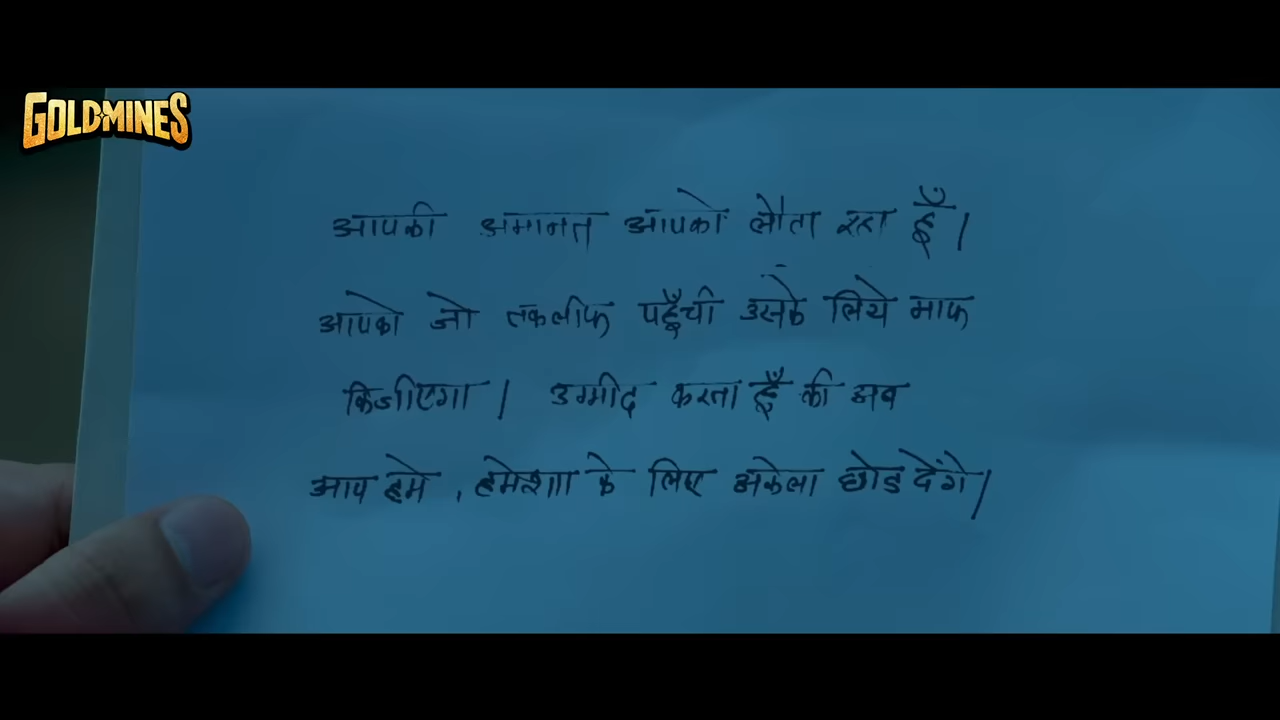 GOLDMINES
आपकी अमानत आपको लौटा रहा हूँ।
आपको जो तकलीफ पहूँची उसके लिये माफ
किजीएगा। उम्मीद करता हूँ की अब
आप हमे, हमेशा के लिए अकेला छोड देंगे।